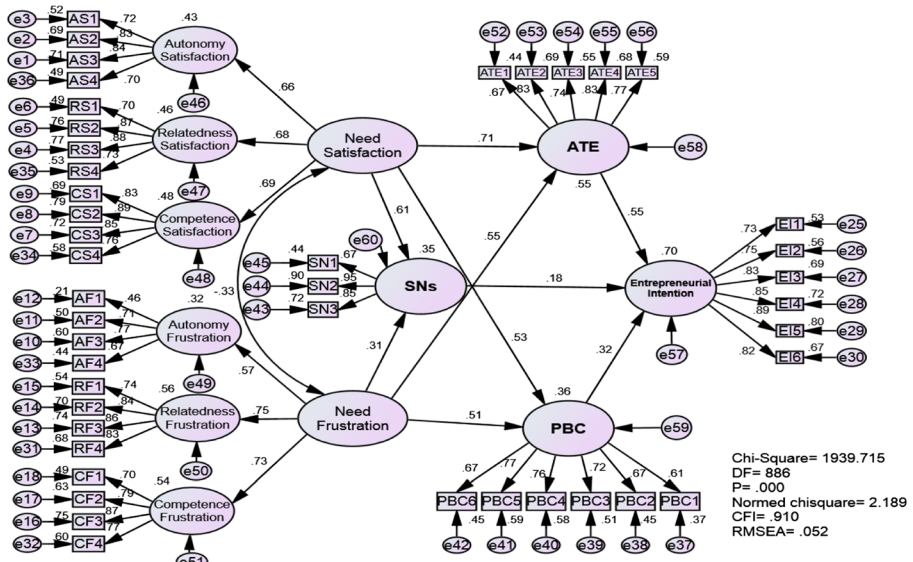 e3 .52 AS1 .72 .43
e2 .69 AS2 .83 Autonomy Satisfaction
e1 .71 AS3 .84
e36 .49 AS4 .70
e46
.66
e6 .49 RS1 .70 .46
e5 .76 RS2 .87 Relatedness Satisfaction
e4 .77 RS3 .88
e35 .53 RS4 .73
e47
.68
e9 .69 CS1 .83 .48
e8 .79 CS2 .89 Competence Satisfaction
e7 .72 CS3 .85
e34 .58 CS4 .76
e48
.69
Need Satisfaction
.71
.61
.53
-.33
e12 .21 AF1 .46 .32
e11 .50 AF2 .71 Autonomy Frustration
e10 .60 AF3 .77
e33 .44 AF4 .67
e49
.57
e15 .54 RF1 .74 .56
e14 .70 RF2 .84 Relatedness Frustration
e13 .74 RF3 .86
e31 .68 RF4 .83
e50
.75
e18 .49 CF1 .70 .54
e17 .63 CF2 .79 Competence Frustration
e16 .75 CF3 .87
e32 .60 CF4 .77
e51
.73
Need Frustration
.31
.55
.51
e60
e45 .44 SN1 .67 .35
e44 .90 SN2 .95 SNs
e43 .72 SN3 .85
.18
e52 e53 e54 e55 e56
.44 .69 .55 .68 .59
ATE1 ATE2 ATE3 ATE4 ATE5
.67 .83 .74 .83 .77
ATE
e58
.55
.55
.70
Entrepreneurial Intention
e57
.32
.73 EI1 .53 e25
.75 EI2 .56 e26
.83 EI3 .69 e27
.85 EI4 .72 e28
.89 EI5 .80 e29
.82 EI6 .67 e30
.36
PBC
e59
.67 .77 .76 .72 .67 .61
PBC6 PBC5 PBC4 PBC3 PBC2 PBC1
.45 .59 .58 .51 .45 .37
e42 e41 e40 e39 e38 e37
Chi-Square= 1939.715
DF= 886
P= .000
Normed chisquare= 2.189
CFI= .910
RMSEA= .052